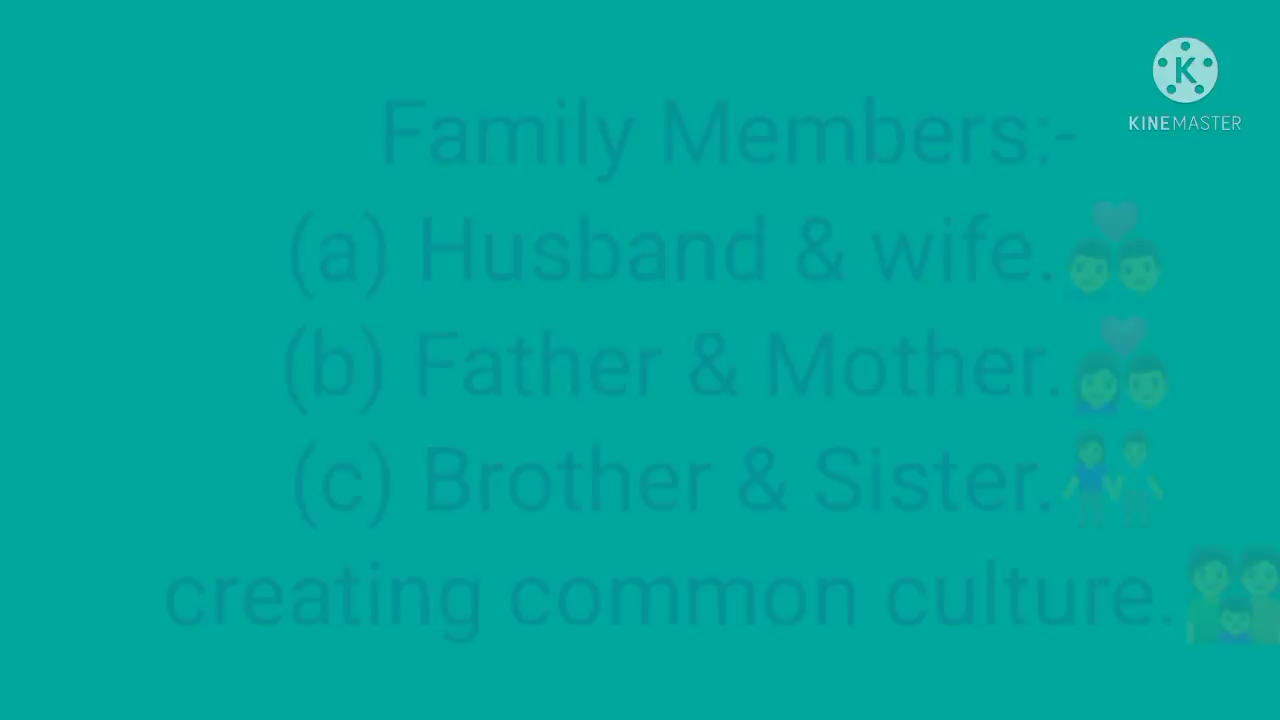 K
KINEMASTER
Family Members:-
(a) Husband & wife.💑
(b) Father & Mother.💑
(c) Brother & Sister.👫
creating common culture.👪